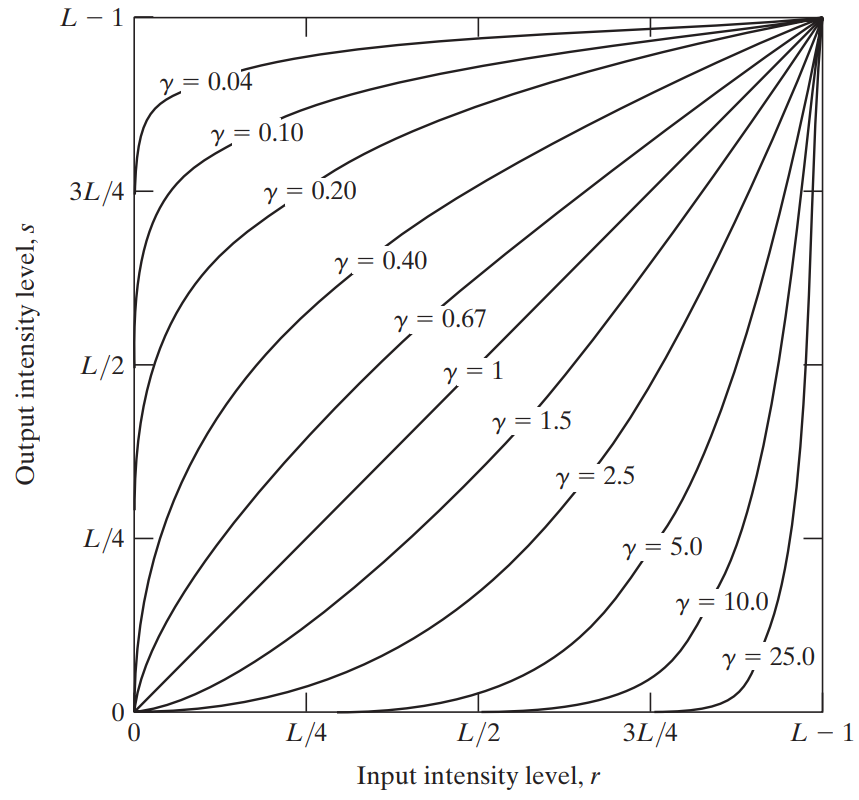 L − 1
γ = 0.04
γ = 0.10
3L/4
γ = 0.20
γ = 0.40
γ = 0.67
L/2
γ = 1
γ = 1.5
γ = 2.5
L/4
γ = 5.0
γ = 10.0
γ = 25.0
0
Output intensity level, s
0
L/4
L/2
3L/4
L − 1
Input intensity level, r